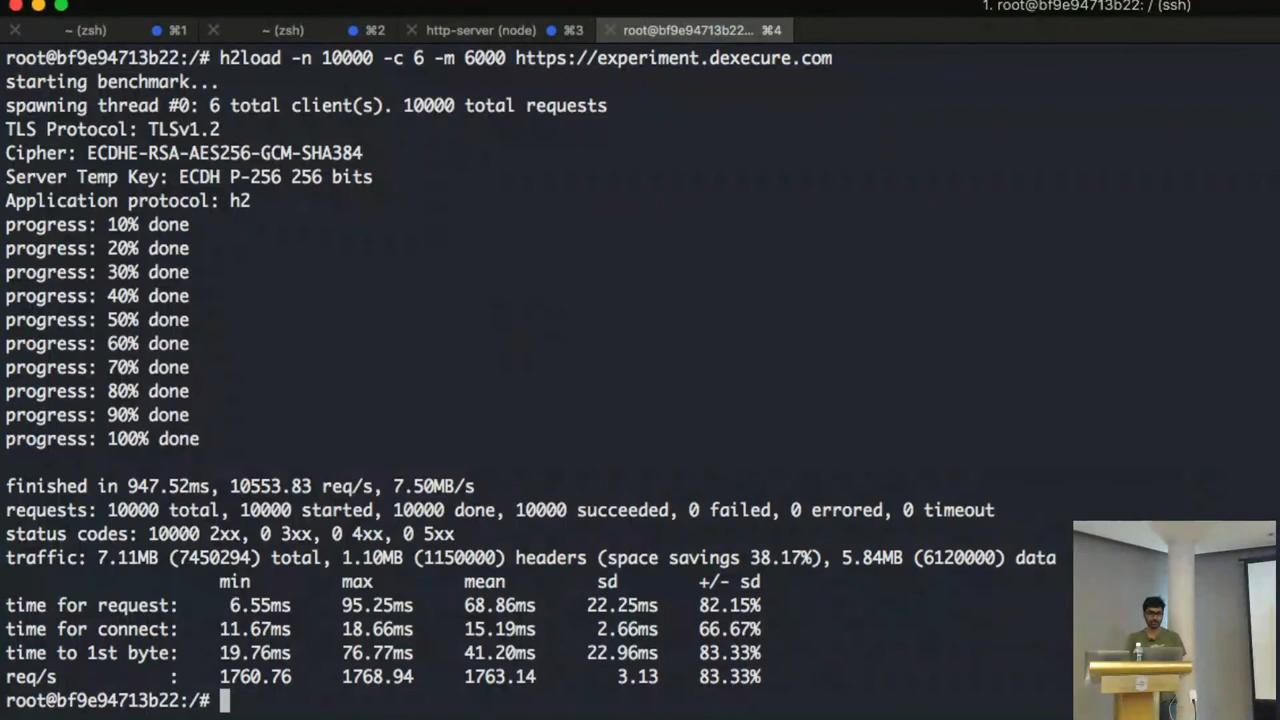 1. root@bf9e94713b22: / (ssh)
~ (zsh) ⌘1 ~ (zsh) ⌘2 http-server (node) ⌘3 root@bf9e94713b22... ⌘4
root@bf9e94713b22:/# h2load -n 10000 -c 6 -m 6000 https://experiment.dexecure.com
starting benchmark...
spawning thread #0: 6 total client(s). 10000 total requests
TLS Protocol: TLSv1.2
Cipher: ECDHE-RSA-AES256-GCM-SHA384
Server Temp Key: ECDH P-256 256 bits
Application protocol: h2
progress: 10% done
progress: 20% done
progress: 30% done
progress: 40% done
progress: 50% done
progress: 60% done
progress: 70% done
progress: 80% done
progress: 90% done
progress: 100% done
finished in 947.52ms, 10553.83 req/s, 7.50MB/s
requests: 10000 total, 10000 started, 10000 done, 10000 succeeded, 0 failed, 0 errored, 0 timeout
status codes: 10000 2xx, 0 3xx, 0 4xx, 0 5xx
traffic: 7.11MB (7450294) total, 1.10MB (1150000) headers (space savings 38.17%), 5.84MB (6120000) data
min max mean sd +/- sd
time for request: 6.55ms 95.25ms 68.86ms 22.25ms 82.15%
time for connect: 11.67ms 18.66ms 15.19ms 2.66ms 66.67%
time to 1st byte: 19.76ms 76.77ms 41.20ms 22.96ms 83.33%
req/s : 1760.76 1768.94 1763.14 3.13 83.33%
root@bf9e94713b22:/#